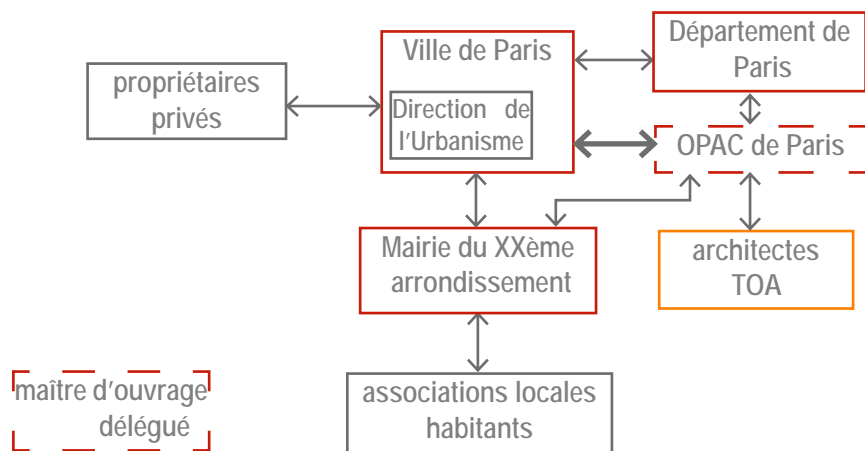 Ville de Paris
Département de
Paris
propriétaires
privés
Direction de
l'Urbanisme
OPAC de Paris
Mairie du XXème
arrondissement
architectes
TOA
maître d'ouvrage
délégué
associations locales
habitants